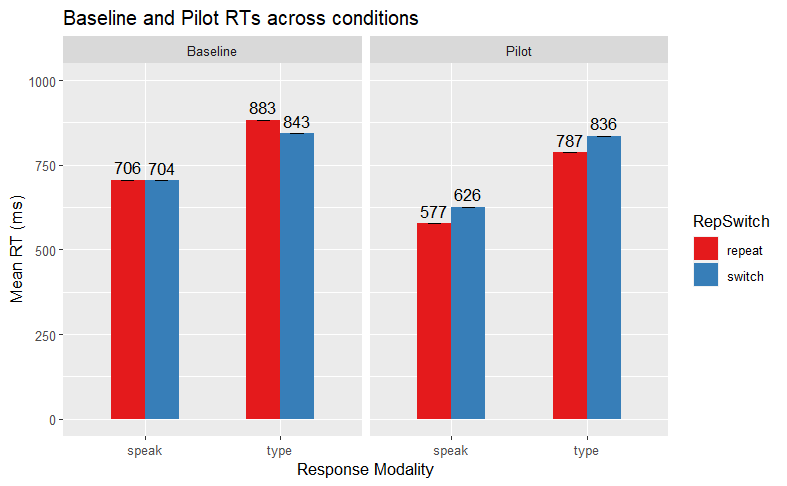 Baseline and Pilot RTs across conditions
Baseline
Pilot
1000
750
500
250
0
Mean RT (ms)
706
704
883
843
577
626
787
836
speak
type
speak
type
Response Modality
RepSwitch
repeat
switch